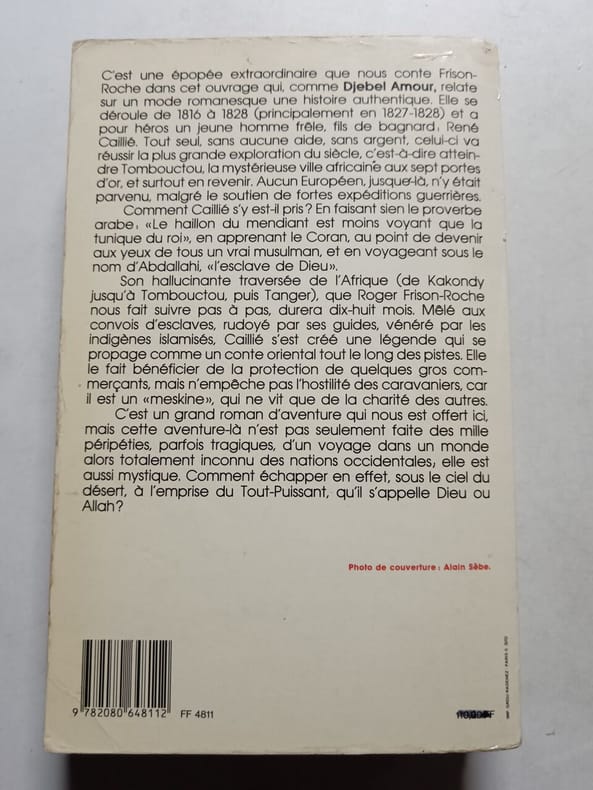 C'est une épopée extraordinaire que nous conte Frison-
Roche dans cet ouvrage qui, comme Djebel Amour, relate
sur un mode romanesque une histoire authentique. Elle se
déroule de 1816 à 1828 (principalement en 1827-1828) et a
pour héros un jeune homme frêle, fils de bagnard: René
Caillié. Tout seul, sans aucune aide, sans argent, celui-ci va
réussir la plus grande exploration du siècle, c'est-à-dire attein-
dre Tombouctou, la mystérieuse ville africaine aux sept portes
d'or, et surtout en revenir. Aucun Européen, jusque-là, n'y était
parvenu, malgré le soutien de fortes expéditions guerrières.
Comment Caillié s'y est-il pris? En faisant sien le proverbe
arabe: «Le haillon du mendiant est moins voyant que la
tunique du roi», en apprenant le Coran, au point de devenir
aux yeux de tous un vrai musulman, et en voyageant sous le
nom d'Abdallahi, «l'esclave de Dieu».
Son hallucinante traversée de l'Afrique (de Kakondy
jusqu'à Tombouctou, puis Tanger), que Roger Frison-Roche
nous fait suivre pas à pas, durera dix-huit mois. Mêlé aux
convois d'esclaves, rudoyé par ses guides, vénéré par les
indigènes islamisés, Caillié s'est créé une légende qui se
propage comme un conte oriental tout le long des pistes. Elle
le fait bénéficier de la protection de quelques gros com-
merçants, mais n'empêche pas l'hostilité des caravaniers, car
il est un «meskine», qui ne vit que de la charité des autres.
C'est un grand roman d'aventure qui nous est offert ici,
mais cette aventure-là n'est pas seulement faite des mille
péripéties, parfois tragiques, d'un voyage dans un monde
alors totalement inconnu des nations occidentales, elle est
aussi mystique. Comment échapper en effet, sous le ciel du
désert, à l'emprise du Tout-Puissant, qu'il s'appelle Dieu ou
Allah?
Photo de couverture: Alain Sèbe.
9 782080 648112 FF 4811